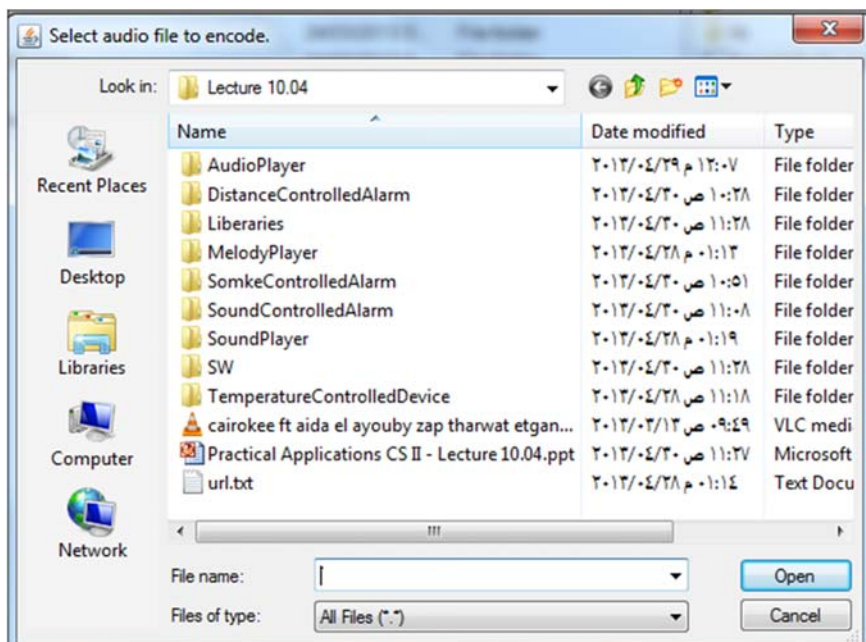 Select audio file to encode.
Look in: Lecture 10.04
Name Date modified Type
AudioPlayer ٢٠١٣/٠٤/٢٩ م ١٢:٠٧ File folder
DistanceControlledAlarm ٢٠١٣/٠٤/٣٠ ص ١٠:٢٨ File folder
Liberaries ٢٠١٣/٠٤/٣٠ ص ١١:٢٨ File folder
MelodyPlayer ٢٠١٣/٠٤/٢٨ م ٠١:١٣ File folder
SomkeControlledAlarm ٢٠١٣/٠٤/٣٠ ص ١٠:٥١ File folder
SoundControlledAlarm ٢٠١٣/٠٤/٣٠ ص ١١:٠٨ File folder
SoundPlayer ٢٠١٣/٠٤/٢٨ م ٠١:١٩ File folder
SW ٢٠١٣/٠٤/٣٠ ص ١١:٢٨ File folder
TemperatureControlledDevice ٢٠١٣/٠٤/٢٨ ص ١١:١٨ File folder
cairokee ft aida el ayouby zap tharwat etgan... ٢٠١٣/٠٣/١٣ ص ٠٩:٤٩ VLC medi
Practical Applications CS II - Lecture 10.04.ppt ٢٠١٣/٠٤/٣٠ ص ١١:٢٧ Microsoft
url.txt ٢٠١٣/٠٤/٢٨ م ٠١:١٤ Text Docu
Recent Places
Desktop
Libraries
Computer
Network
File name:
Open
Files of type: All Files (*.*)
Cancel